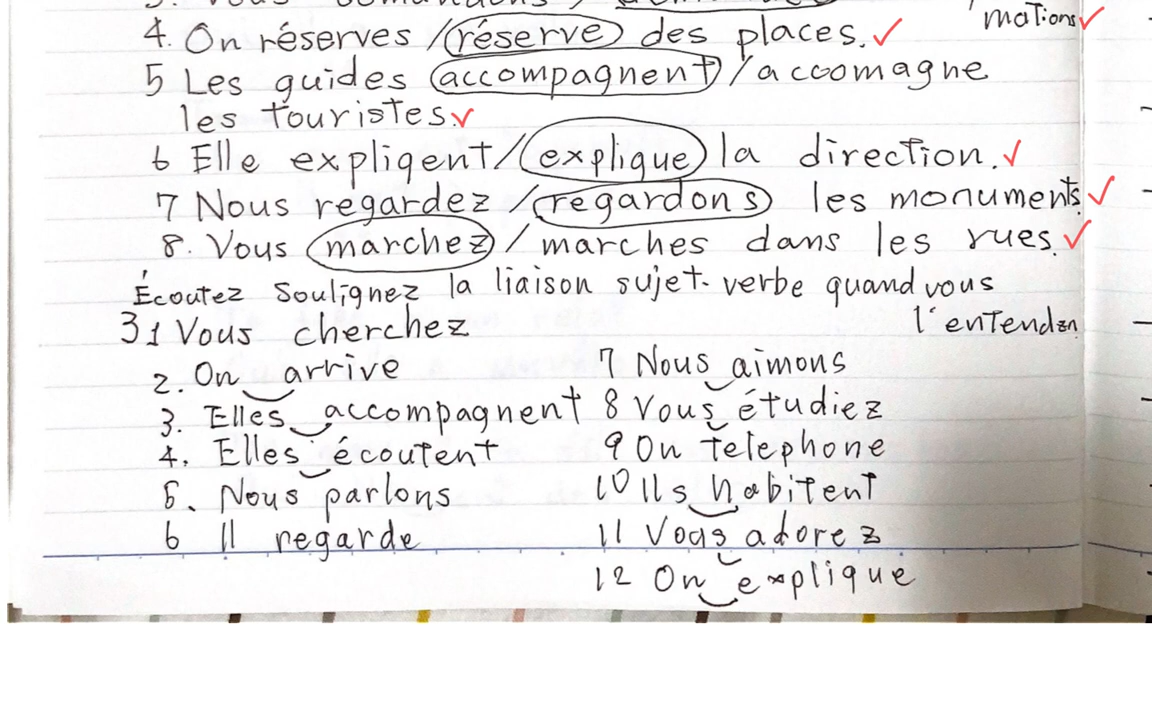 4. On réserves / réserve des places. ✓
mations ✓
5 Les guides accompagnent / accomagne
les touristes. ✓
6 Elle expligent / explique la direction. ✓
7 Nous regardez / regardons les monuments. ✓
8. Vous marchez / marches dans les rues. ✓
Écoutez Soulignez la liaison sujet-verbe quand vous
l'entendzn
3 1 Vous cherchez
2. On arrive
3. Elles accompagnent
4. Elles écoutent
5. Nous parlons
6 Il regarde
7 Nous aimons
8 Vous étudiez
9 On telephone
10 Ils habitent
11 Vous adorez
12 On explique